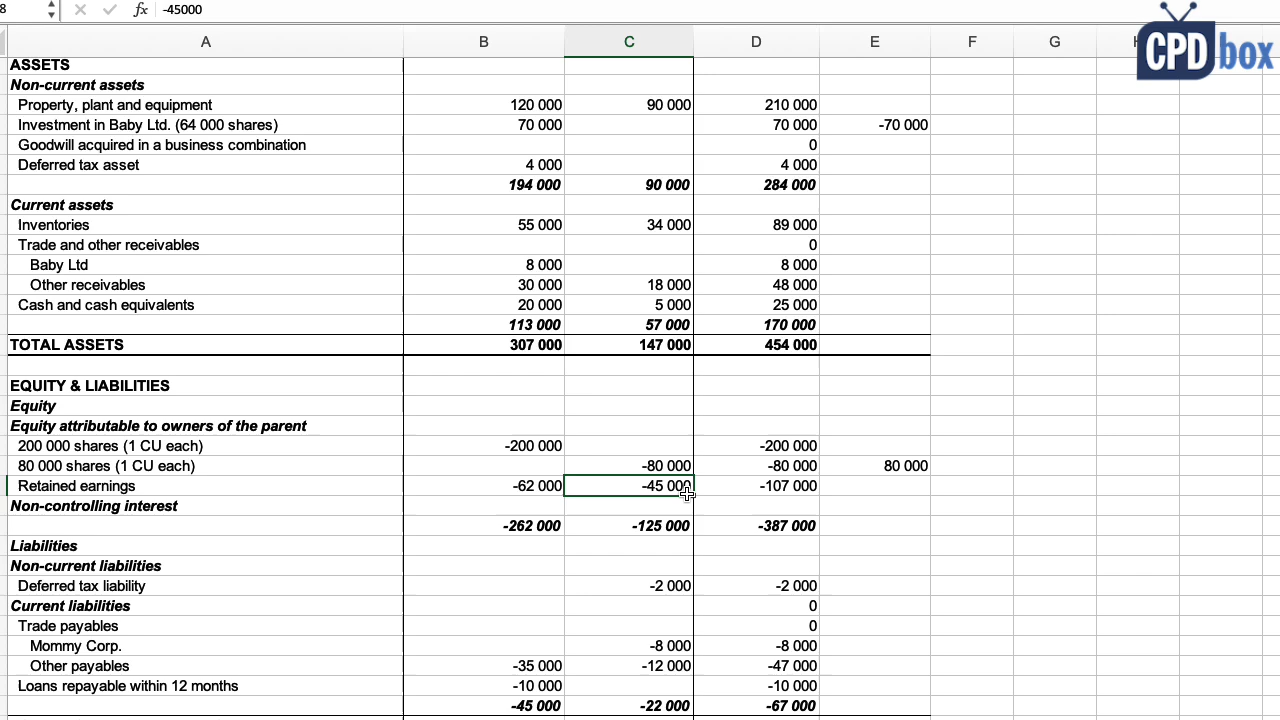 8 fx -45000
CPDbox
A B C D E F G
ASSETS
Non-current assets
Property, plant and equipment 120 000 90 000 210 000
Investment in Baby Ltd. (64 000 shares) 70 000 70 000 -70 000
Goodwill acquired in a business combination 0
Deferred tax asset 4 000 4 000
194 000 90 000 284 000
Current assets
Inventories 55 000 34 000 89 000
Trade and other receivables 0
Baby Ltd 8 000 8 000
Other receivables 30 000 18 000 48 000
Cash and cash equivalents 20 000 5 000 25 000
113 000 57 000 170 000
TOTAL ASSETS 307 000 147 000 454 000
EQUITY & LIABILITIES
Equity
Equity attributable to owners of the parent
200 000 shares (1 CU each) -200 000 -200 000
80 000 shares (1 CU each) -80 000 -80 000 80 000
Retained earnings -62 000 -45 000 -107 000
Non-controlling interest
-262 000 -125 000 -387 000
Liabilities
Non-current liabilities
Deferred tax liability -2 000 -2 000
Current liabilities 0
Trade payables 0
Mommy Corp. -8 000 -8 000
Other payables -35 000 -12 000 -47 000
Loans repayable within 12 months -10 000 -10 000
-45 000 -22 000 -67 000